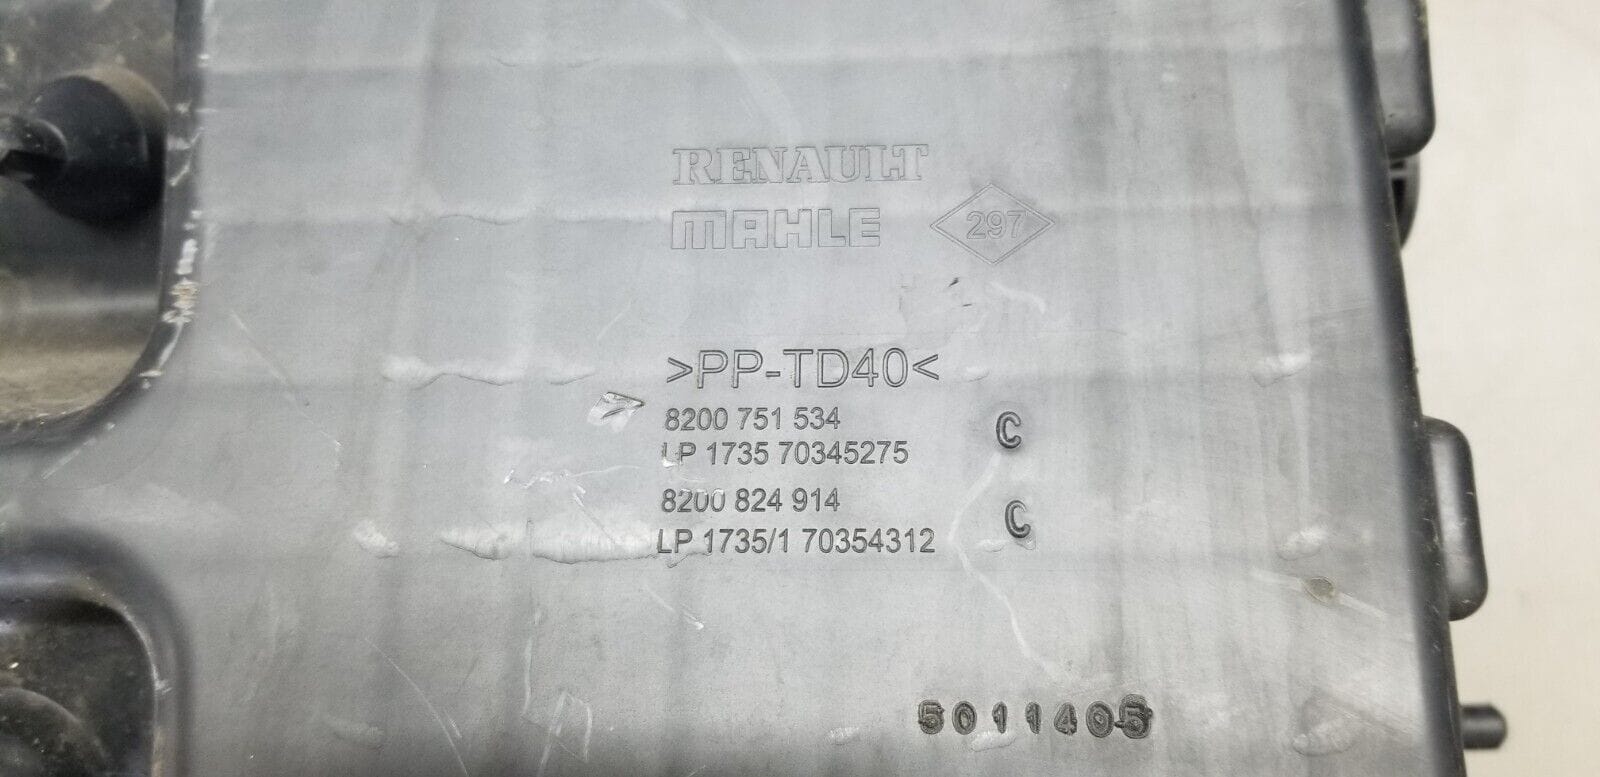 RENAULT
MAHLE 297
>PP-TD40<
8200 751 534
LP 1735 70345275 C
8200 824 914
LP 1735/1 70354312 C
5011405